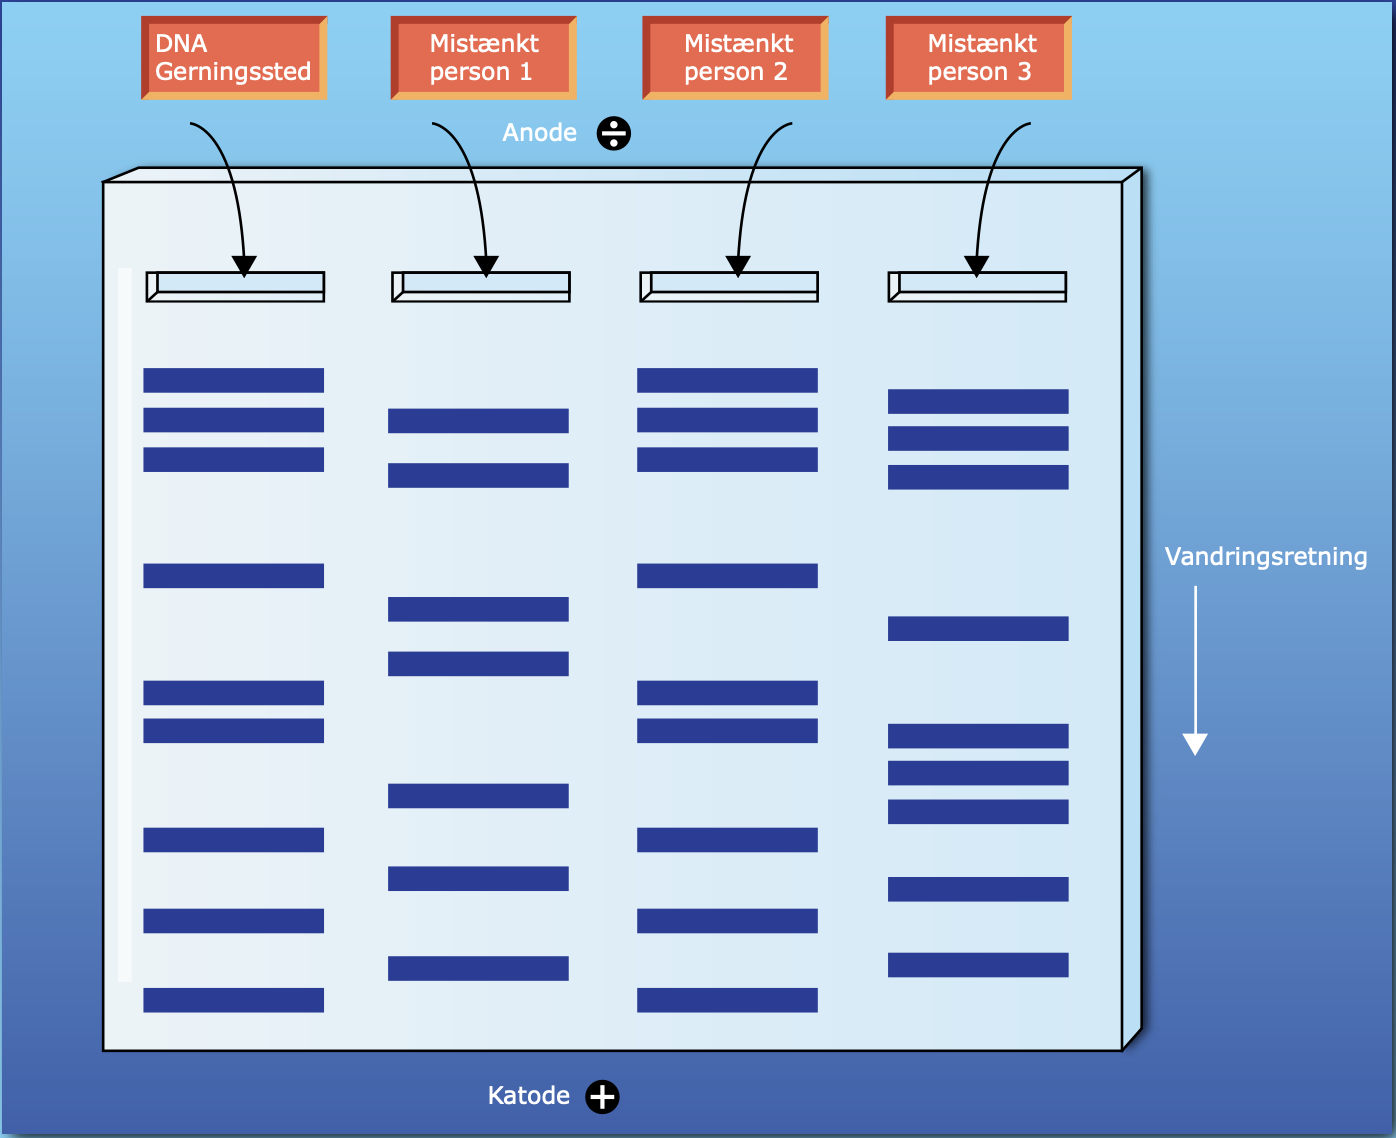 DNA
Gerningssted
Mistænkt
person 1
Mistænkt
person 2
Mistænkt
person 3
Anode ÷
Vandringsretning
Katode +